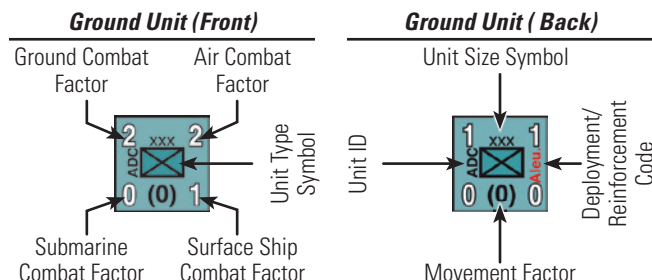 Ground Unit (Front)
Ground Combat
Factor
Air Combat
Factor
2 xxx 2
ADC
0 (0) 1
Unit Type
Symbol
Submarine
Combat Factor
Surface Ship
Combat Factor
Ground Unit ( Back)
Unit Size Symbol
Unit ID
1 xxx 1
ADC
Aleu.
0 (0) 0
Deployment/
Reinforcement
Code
Movement Factor